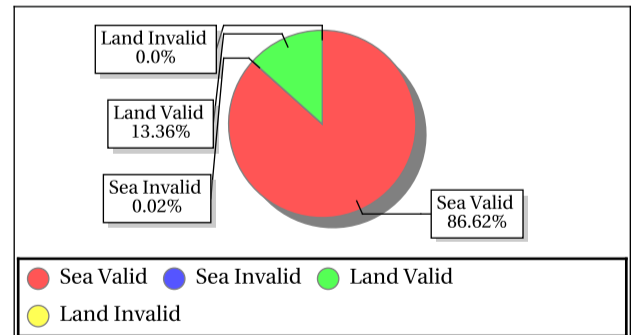 Land Invalid
0.0%
Land Valid
13.36%
Sea Invalid
0.02%
Sea Valid
86.62%
Sea Valid
Sea Invalid
Land Valid
Land Invalid